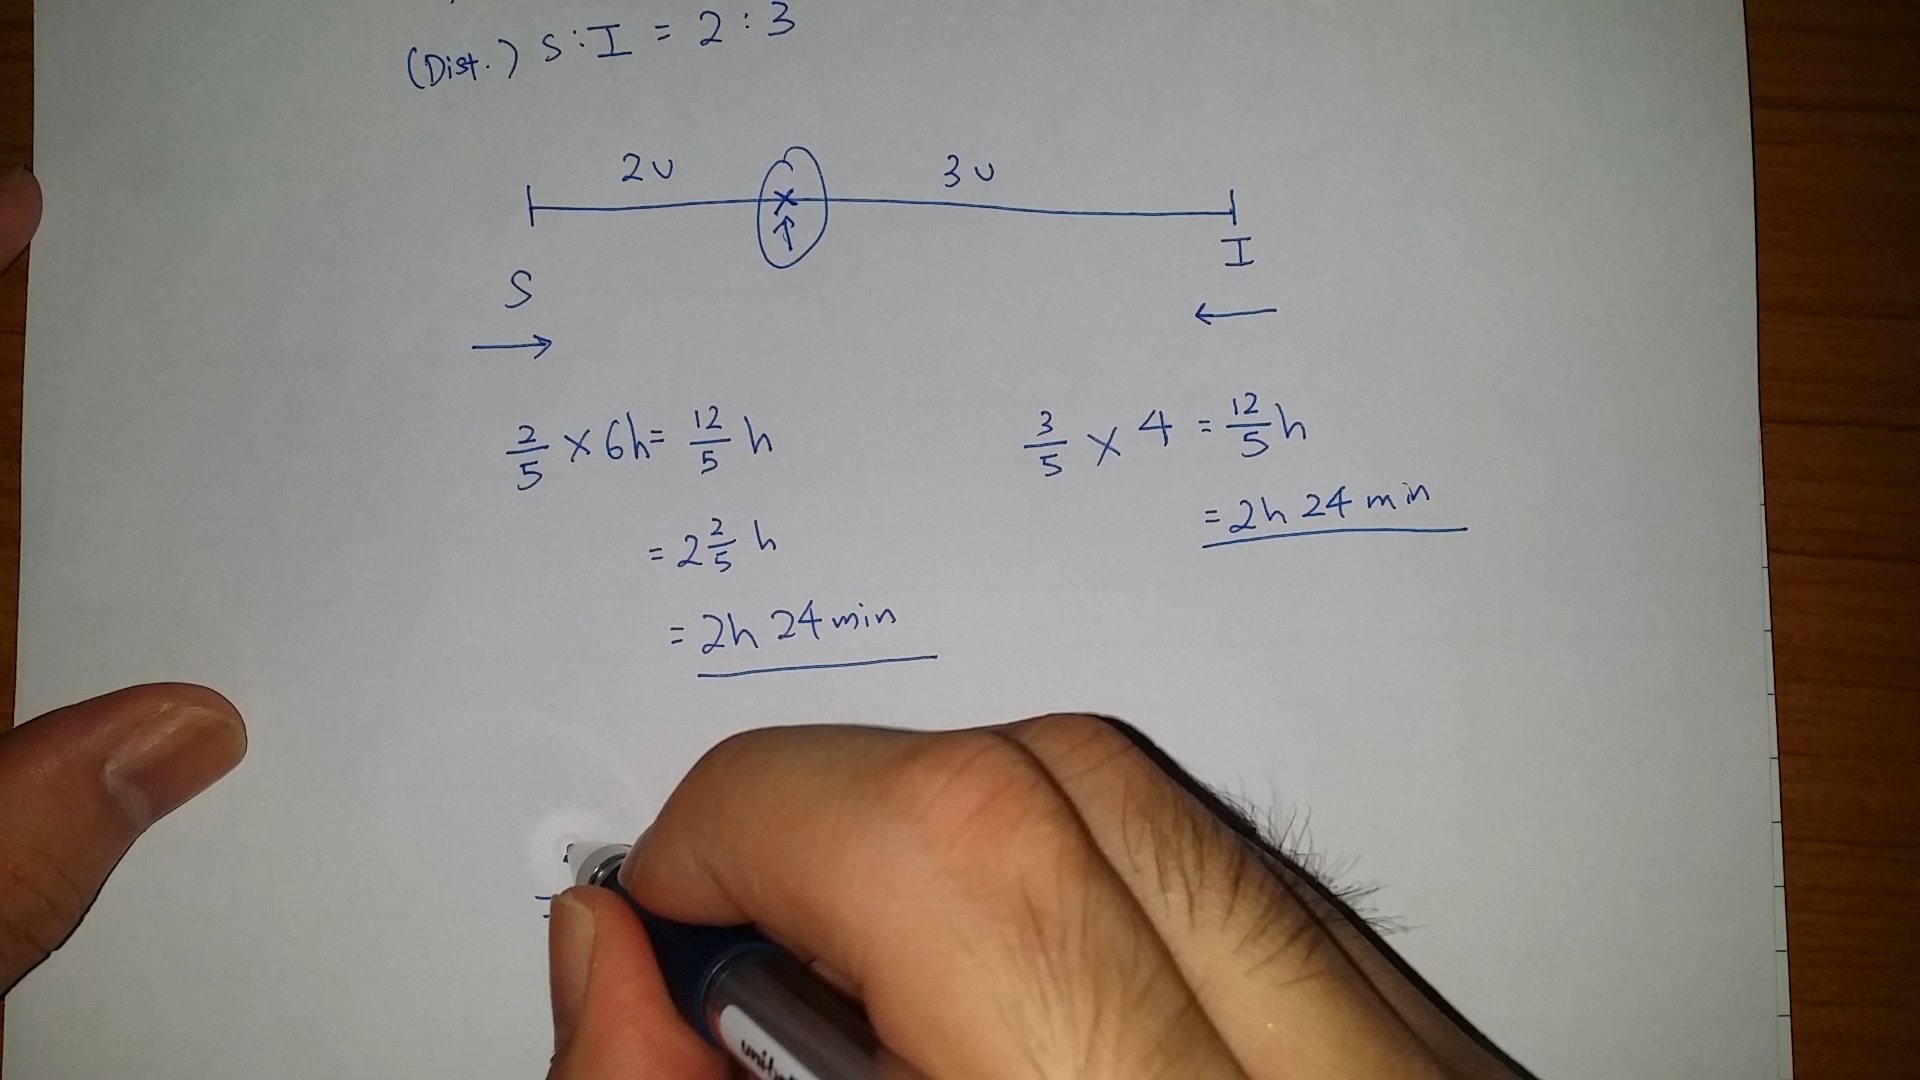 (Dist.) S:I = 2:3
2u 3u
x
↑
S I
→ ←
2/5 × 6h = 12/5 h
3/5 × 4 = 12/5 h
= 2 2/5 h
= 2h 24 min
= 2h 24 min
=